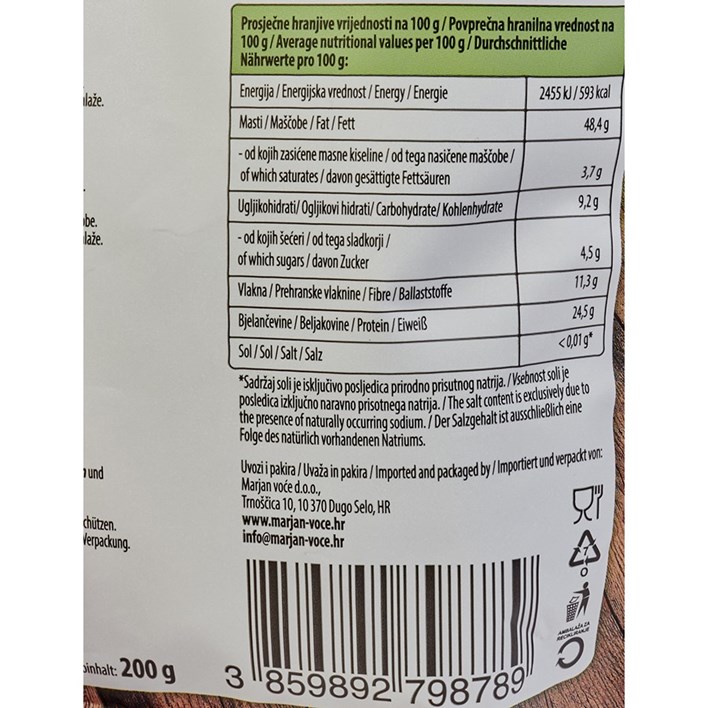 Prosječne hranjive vrijednosti na 100 g / Povprečna hranilna vrednost na
100 g / Average nutritional values per 100 g / Durchschnittliche
Nährwerte pro 100 g:
Energija / Energijska vrednost / Energy / Energie 2455 kJ / 593 kcal
Masti / Maščobe / Fat / Fett 48,4 g
- od kojih zasićene masne kiseline / od tega nasičene maščobe /
of which saturates / davon gesättigte Fettsäuren 3,7 g
Ugljikohidrati/ Ogljikovi hidrati/ Carbohydrate/ Kohlenhydrate 9,2 g
- od kojih šećeri / od tega sladkorji /
of which sugars / davon Zucker 4,5 g
Vlakna / Prehranske vlaknine / Fibre / Ballaststoffe 11,3 g
Bjelančevine / Beljakovine / Protein / Eiweiß 24,5 g
Sol / Sol / Salt / Salz <0,01 g*
*Sadržaj soli je isključivo posljedica prirodno prisutnog natrija. / Vsebnost soli je
posledica izključno naravno prisotnega natrija. / The salt content is exclusively due to
the presence of naturally occurring sodium. / Der Salzgehalt ist ausschließlich eine
Folge des natürlich vorhandenen Natriums.
Uvozi i pakira / Uvaža in pakira / Imported and packaged by / Importiert und verpackt von:
Marjan voće d.o.o.,
Trnoščica 10, 10 370 Dugo Selo, HR
www.marjan-voce.hr
info@marjan-voce.hr
7
AMBALAŽA ZA
RECIKLIRANJE
3 859892 798789
laže.
be.
laže.
und
chützen.
Verpackung.
inhalt: 200 g